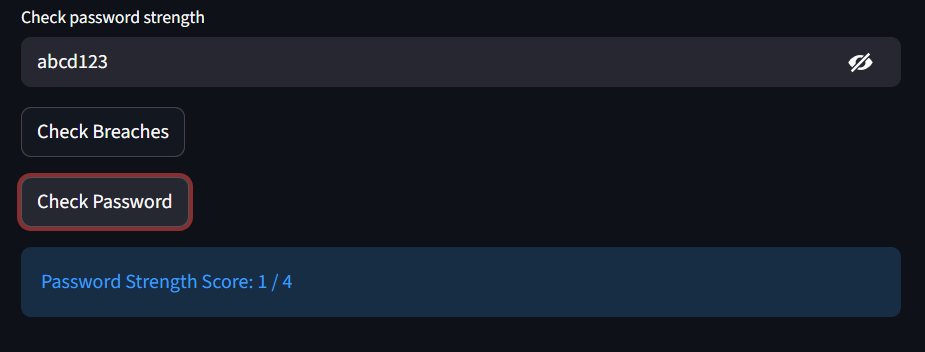 Check password strength
abcd123
Check Breaches
Check Password
Password Strength Score: 1 / 4